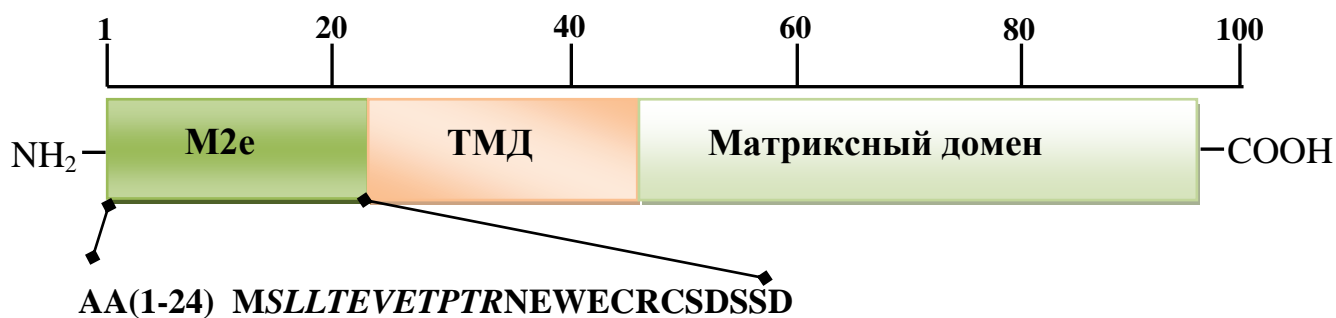 1 20 40 60 80 100
NH₂ M2e ТМД Матриксный домен COOH
AA(1-24) MSLLTEVETPTRNEWECRCSDSSD